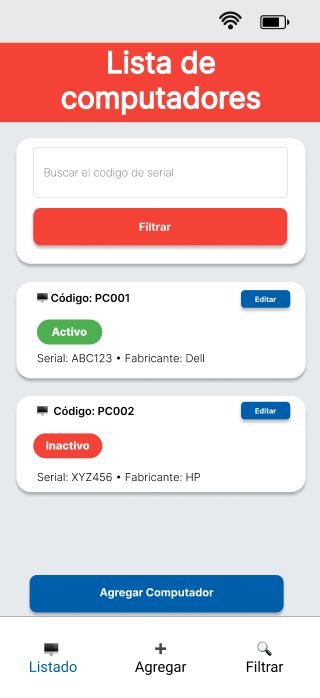 Lista de
computadores
Buscar el codigo de serial
Filtrar
Código: PC001
Editar
Activo
Serial: ABC123 • Fabricante: Dell
Código: PC002
Editar
Inactivo
Serial: XYZ456 • Fabricante: HP
Agregar Computador
Listado
Agregar
Filtrar